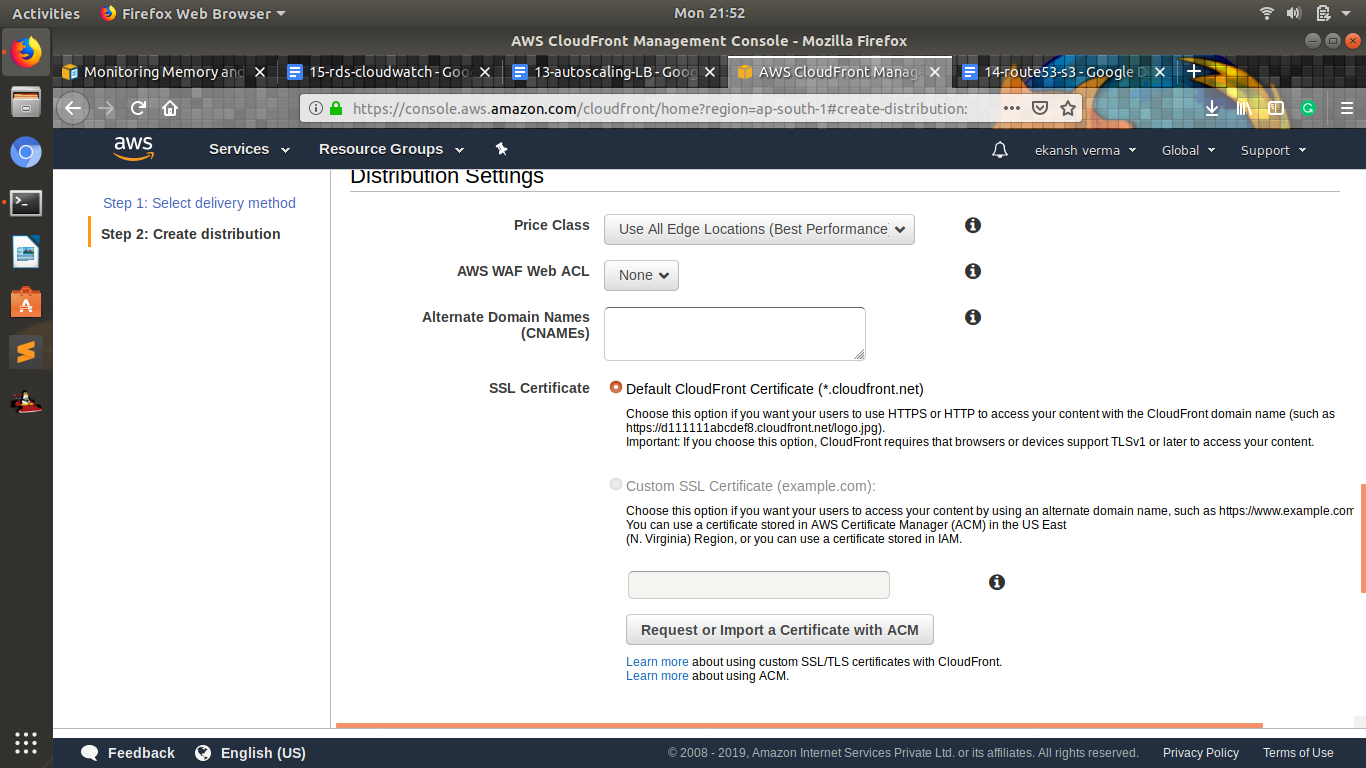 Activities
Firefox Web Browser
Mon 21:52
AWS CloudFront Management Console - Mozilla Firefox
Monitoring Memory and
15-rds-cloudwatch - Goo
13-autoscaling-LB - Goog
AWS CloudFront Manag
14-route53-s3 - Google D
https://console.aws.amazon.com/cloudfront/home?region=ap-south-1#create-distribution:
aws
Services
Resource Groups
ekansh verma
Global
Support
Distribution Settings
Step 1: Select delivery method
Step 2: Create distribution
Price Class
Use All Edge Locations (Best Performance)
AWS WAF Web ACL
None
Alternate Domain Names
(CNAMEs)
SSL Certificate
Default CloudFront Certificate (*.cloudfront.net)
Choose this option if you want your users to use HTTPS or HTTP to access your content with the CloudFront domain name (such as
https://d111111abcdef8.cloudfront.net/logo.jpg).
Important: If you choose this option, CloudFront requires that browsers or devices support TLSv1 or later to access your content.
Custom SSL Certificate (example.com):
Choose this option if you want your users to access your content by using an alternate domain name, such as https://www.example.com
You can use a certificate stored in AWS Certificate Manager (ACM) in the US East
(N. Virginia) Region, or you can use a certificate stored in IAM.
Request or Import a Certificate with ACM
Learn more about using custom SSL/TLS certificates with CloudFront.
Learn more about using ACM.
Feedback
English (US)
© 2008 - 2019, Amazon Internet Services Private Ltd. or its affiliates. All rights reserved.
Privacy Policy
Terms of Use